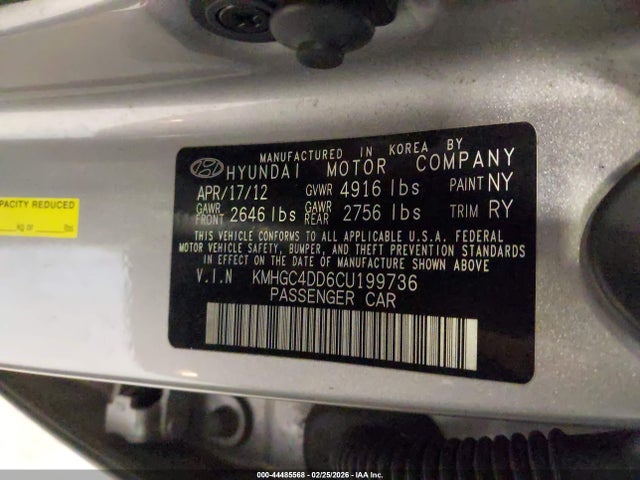 MANUFACTURED IN KOREA BY
HYUNDAI MOTOR COMPANY
APR/17/12 GVWR 4916 lbs PAINT NY
GAWR FRONT 2646 lbs GAWR REAR 2756 lbs TRIM RY
THIS VEHICLE CONFORMS TO ALL APPLICABLE U.S.A. FEDERAL
MOTOR VEHICLE SAFETY, BUMPER, AND THEFT PREVENTION STANDARDS
IN EFFECT ON THE DATE OF MANUFACTURE SHOWN ABOVE
V.I.N KMHGC4DD6CU199736
PASSENGER CAR
PACITY REDUCED
kg or lbs
000-44485568 - 02/25/2026 - IAA Inc.